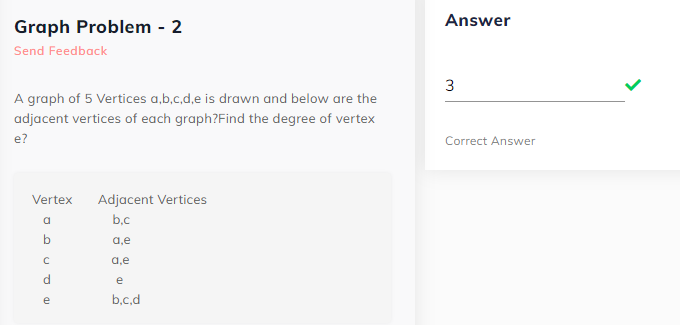 Graph Problem - 2
Send Feedback
A graph of 5 Vertices a,b,c,d,e is drawn and below are the
adjacent vertices of each graph?Find the degree of vertex
e?
Vertex Adjacent Vertices
a b,c
b a,e
c a,e
d e
e b,c,d
Answer
3
Correct Answer